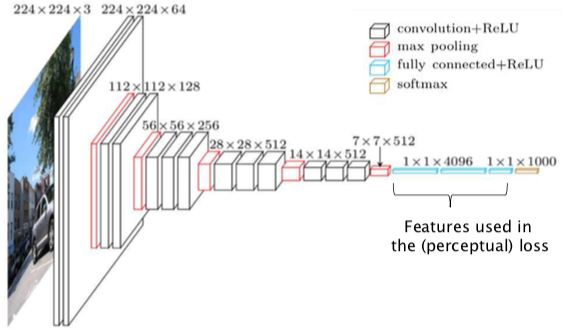 224×224×3
224×224×64
convolution+ReLU
max pooling
fully connected+ReLU
softmax
112×112×128
56×56×256
28×28×512
14×14×512
7×7×512
1×1×4096
1×1×1000
Features used in
the (perceptual) loss